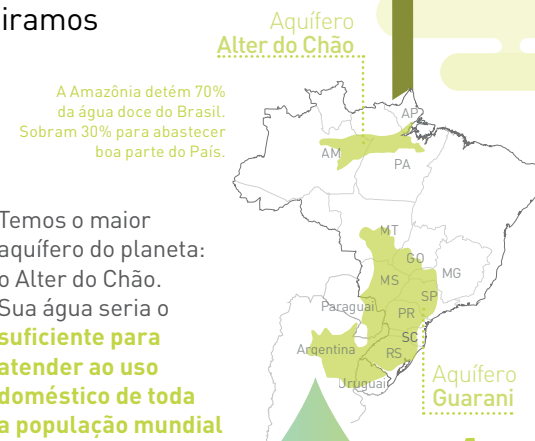 iramos
Aquífero
Alter do Chão
A Amazônia detém 70%
da água doce do Brasil.
Sobram 30% para abastecer
boa parte do País.
Temos o maior
aquífero do planeta:
o Alter do Chão.
Sua água seria o
suficiente para
atender ao uso
doméstico de toda
a população mundial
AP
AM
PA
MT
GO
MG
MS
SP
Paraguai
PR
SC
Argentina
RS
Uruguai
Aquífero
Guarani